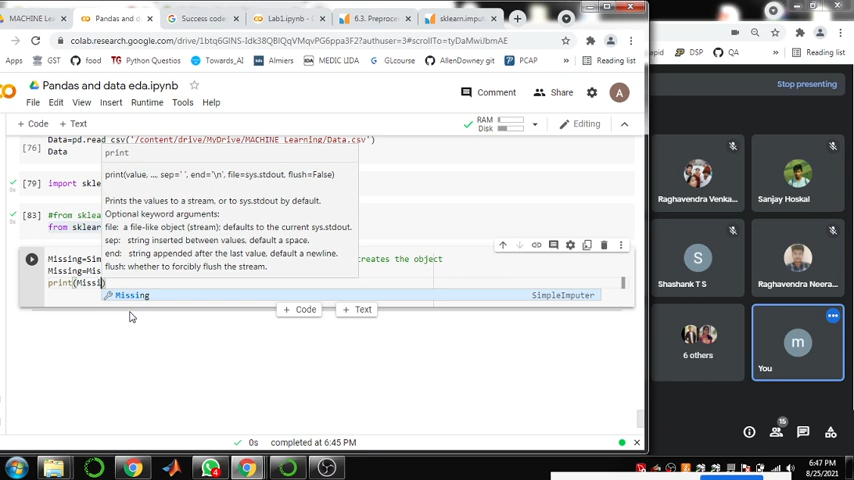 MACHINE Le
Pandas and dat
Success code
Lab1.ipynb - C
6.3. Preproce
sklearn.impu
colab.research.google.com/drive/1btq6GINS-Idk38QBIQqVMqvPG6ppa3F2?authuser=3#scrollTo=tyDaMwiJbmAE
Apps
GST
food
Python Questions
Towards_AI
Almiers
MEDIC LIDA
GLcourse
AllenDowney git
PCAP
Reading list
DSP
QA
Reading list
Pandas and data eda.ipynb
File Edit View Insert Runtime Tools Help
Comment
Share
A
+ Code + Text
RAM
Disk
Editing
[76]
Data=pd.read_csv('/content/drive/MyDrive/MACHINE Learning/Data.csv')
Data
print
print(value, ..., sep=' ', end='\n', file=sys.stdout, flush=False)
Prints the values to a stream, or to sys.stdout by default.
Optional keyword arguments:
file: a file-like object (stream); defaults to the current sys.stdout.
sep: string inserted between values, default a space.
end: string appended after the last value, default a newline.
flush: whether to forcibly flush the stream.
[79] import skle
[83] #from sklear
from sklear
Missing=Sim
creates the object
Missing=Mis
print(Missi)
Missing
SimpleImputer
+ Code
+ Text
0s completed at 6:45 PM
Stop presenting
Raghavendra Venka...
Sanjay Hoskal
Shashank T S
Raghavendra Neera...
6 others
m
You
15
6:47 PM
8/25/2021